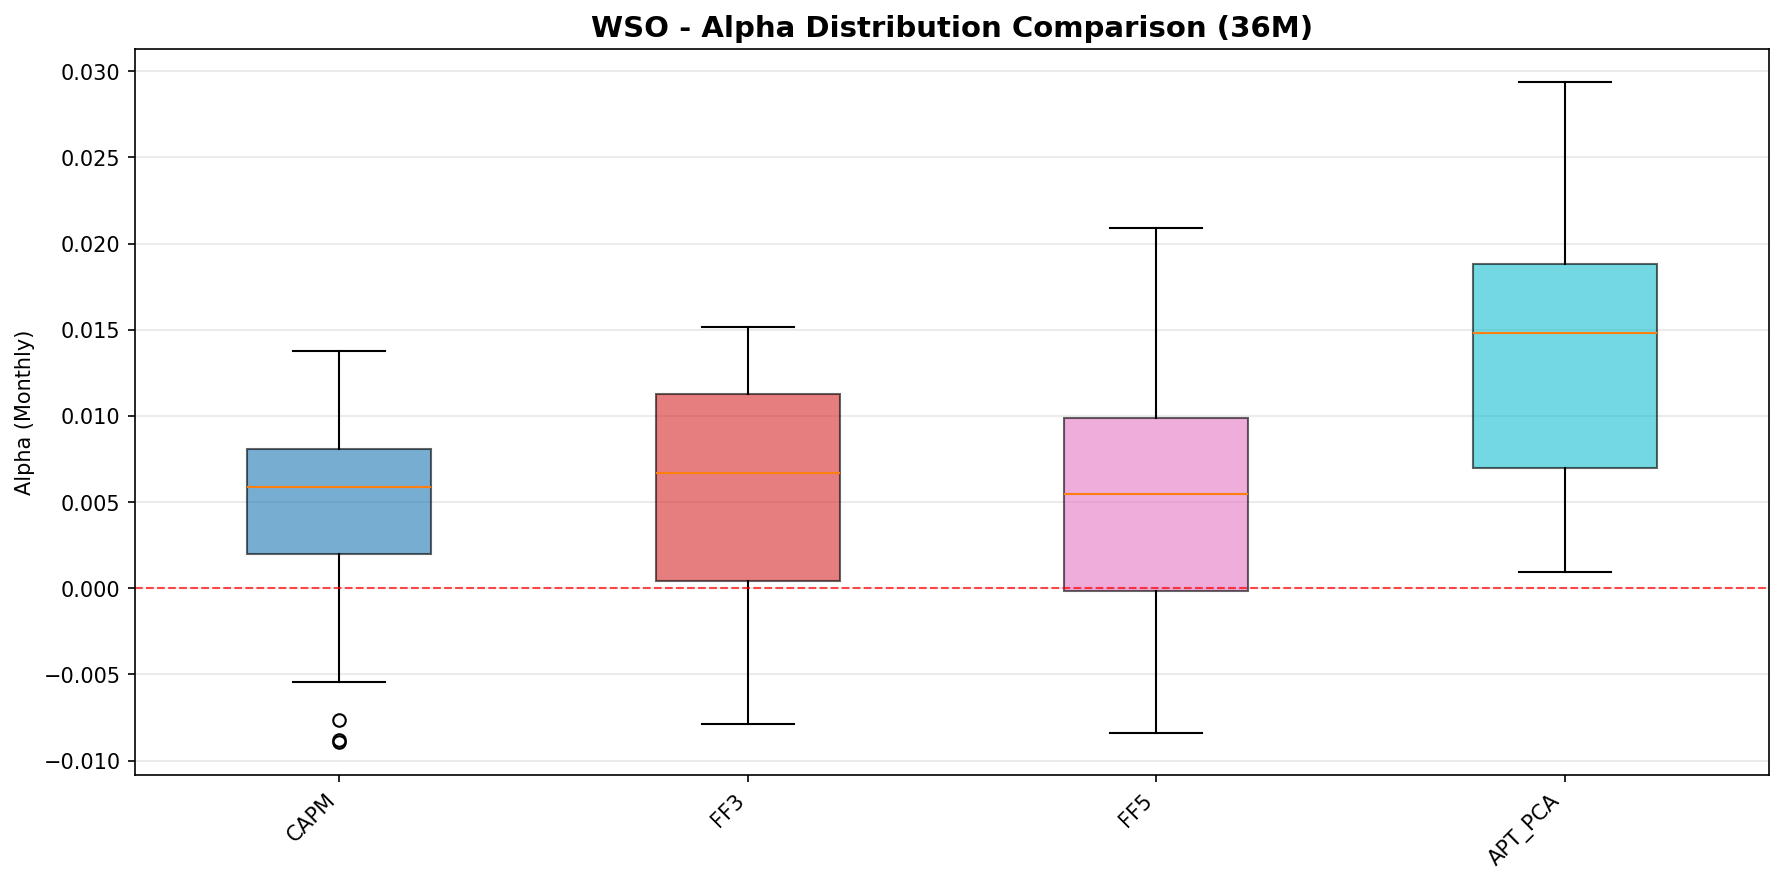 WSO - Alpha Distribution Comparison (36M)
Alpha (Monthly)
0.030
0.025
0.020
0.015
0.010
0.005
0.000
−0.005
−0.010
CAPM
FF3
FF5
APT_PCA